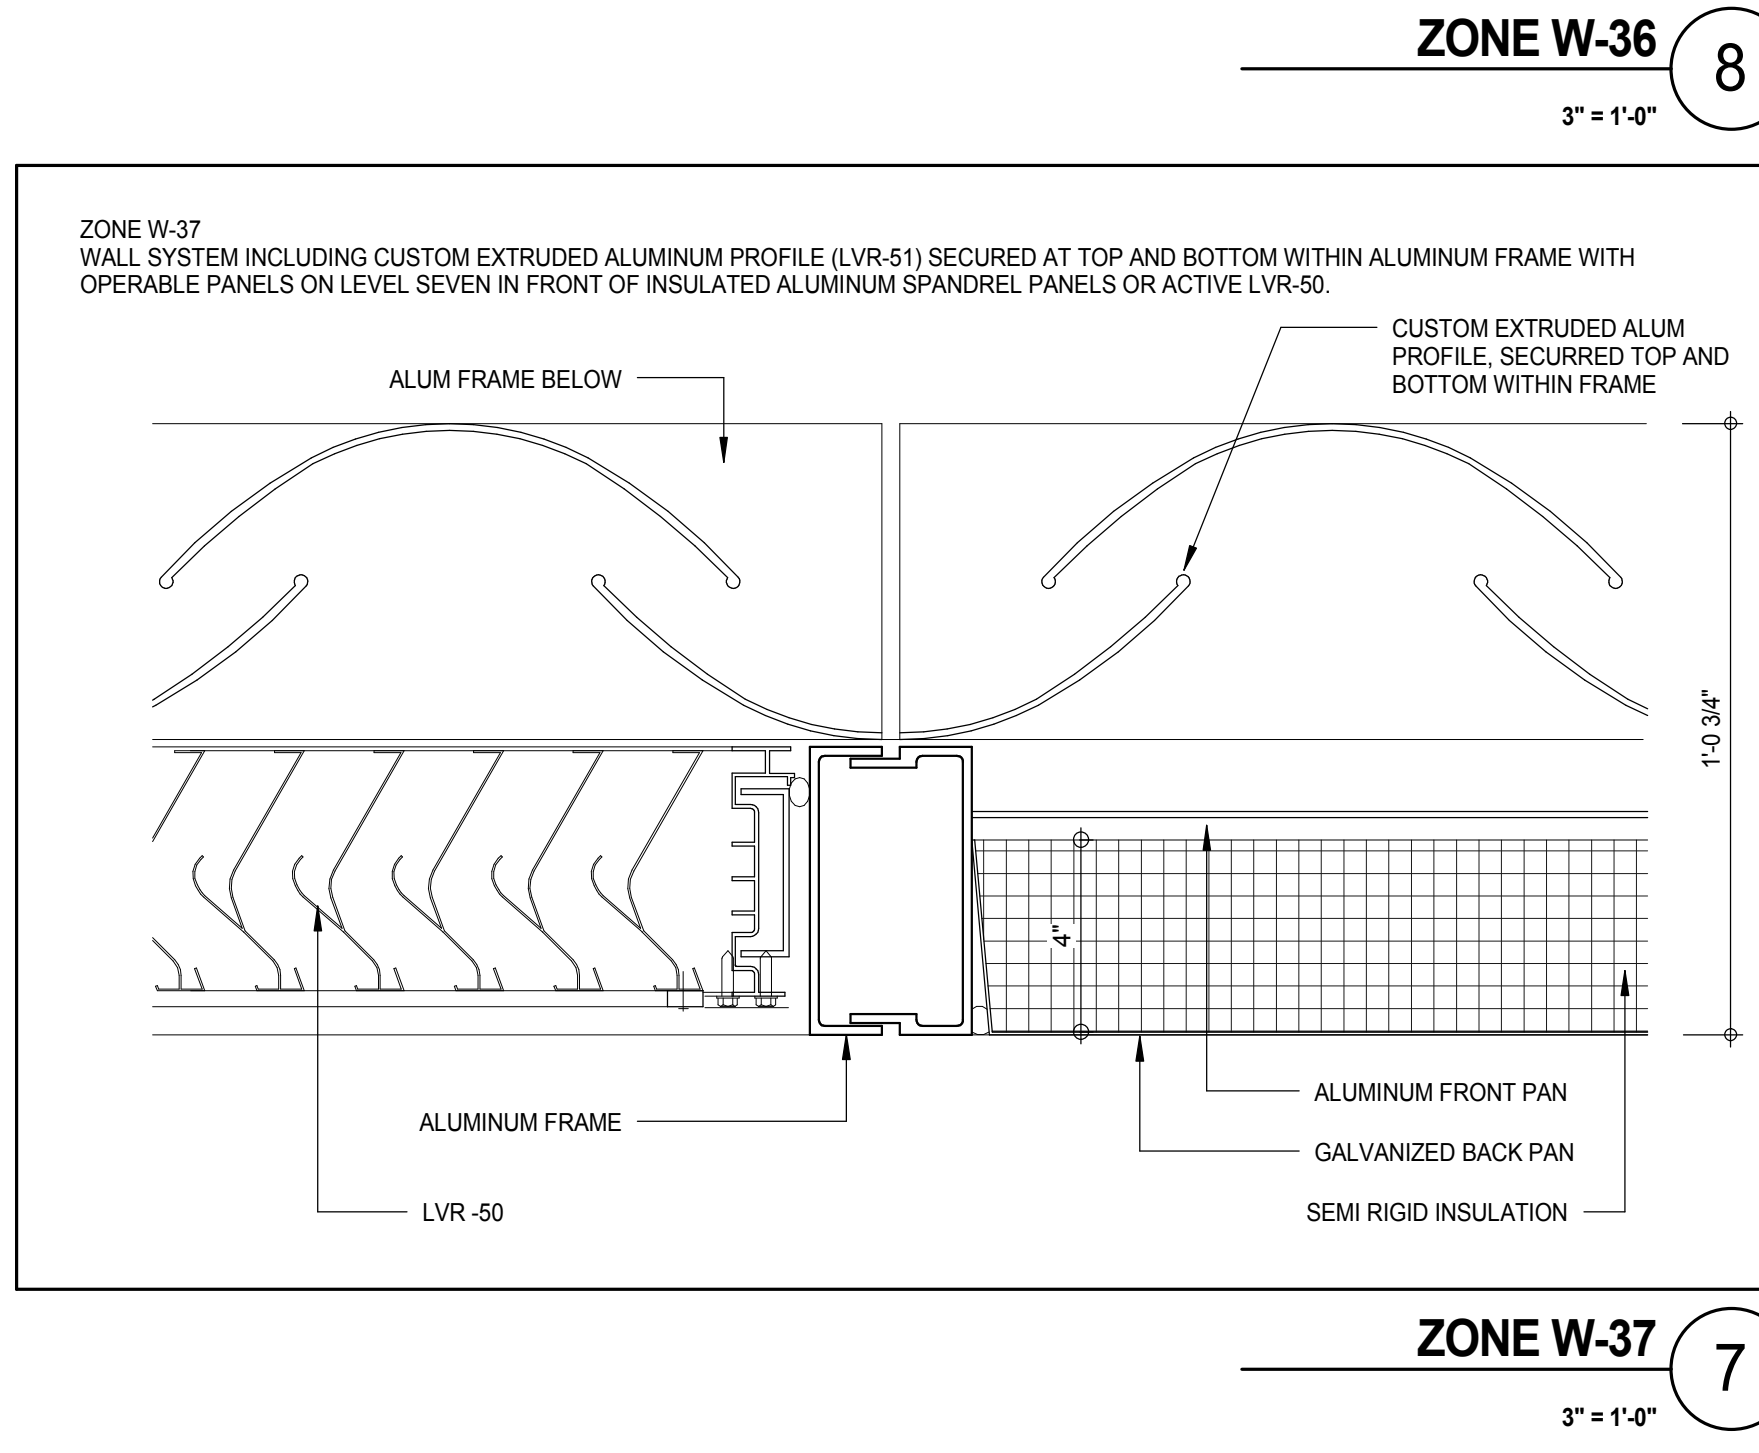 ZONE W-36
8
3" = 1'-0"
ZONE W-37
WALL SYSTEM INCLUDING CUSTOM EXTRUDED ALUMINUM PROFILE (LVR-51) SECURED AT TOP AND BOTTOM WITHIN ALUMINUM FRAME WITH
OPERABLE PANELS ON LEVEL SEVEN IN FRONT OF INSULATED ALUMINUM SPANDREL PANELS OR ACTIVE LVR-50.
CUSTOM EXTRUDED ALUM
PROFILE, SECURRED TOP AND
BOTTOM WITHIN FRAME
ALUM FRAME BELOW
1'-0 3/4"
4"
ALUMINUM FRONT PAN
ALUMINUM FRAME
GALVANIZED BACK PAN
LVR -50
SEMI RIGID INSULATION
ZONE W-37
7
3" = 1'-0"